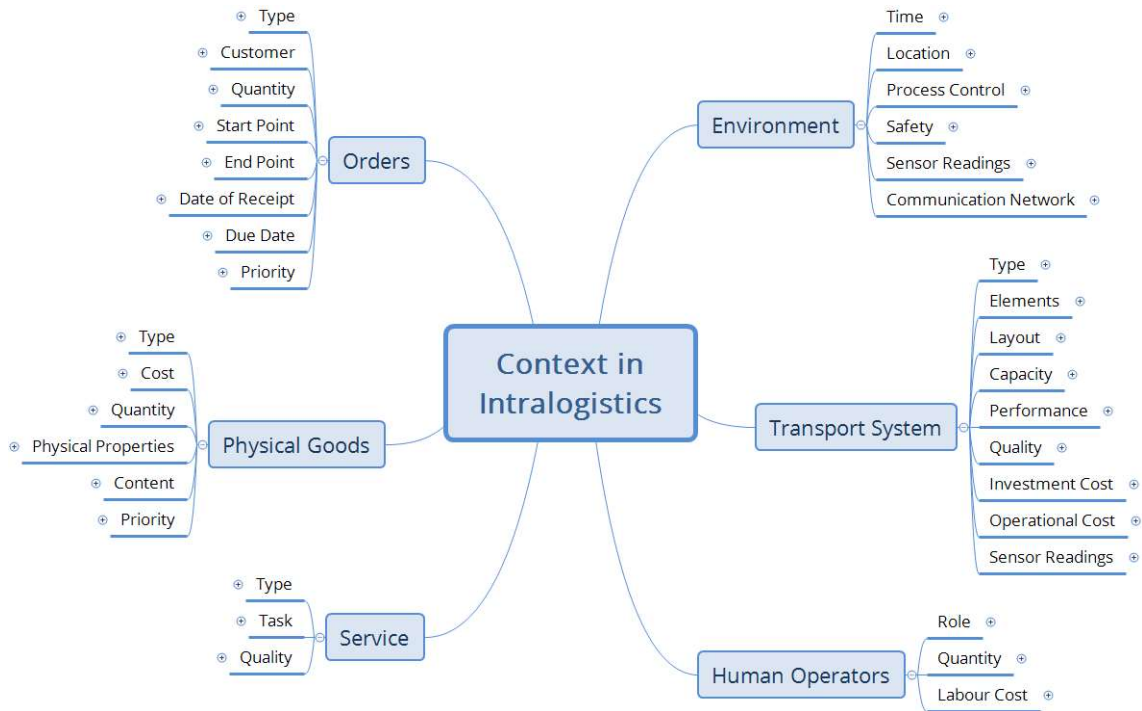 Context in
Intralogistics
Orders
Type
Customer
Quantity
Start Point
End Point
Date of Receipt
Due Date
Priority
Physical Goods
Type
Cost
Quantity
Physical Properties
Content
Priority
Service
Type
Task
Quality
Environment
Time
Location
Process Control
Safety
Sensor Readings
Communication Network
Transport System
Type
Elements
Layout
Capacity
Performance
Quality
Investment Cost
Operational Cost
Sensor Readings
Human Operators
Role
Quantity
Labour Cost